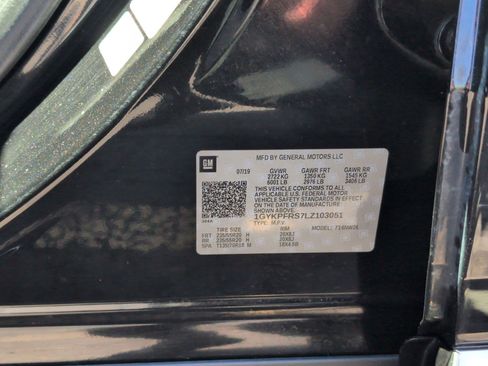 MFD BY GENERAL MOTORS LLC
GM
07/19 GVWR GAWR FRT GAWR RR
2722 KG 1350 KG 1545 KG
6001 LB 2976 LB 3406 LB
THIS VEHICLE CONFORMS TO ALL
APPLICABLE U.S. FEDERAL MOTOR
VEHICLE SAFETY STANDARDS IN
EFFECT ON THE DATE OF MANUFACTURE
SHOWN ABOVE.
1GYKPFRS7LZ103051
TYPE: M.P.V. MODEL:
TIRE SIZE RIM
FRT 235/55R20 H 20X8J
RR 235/55R20 H 20X8J
SPA T135/70R18 M 18X4.5B